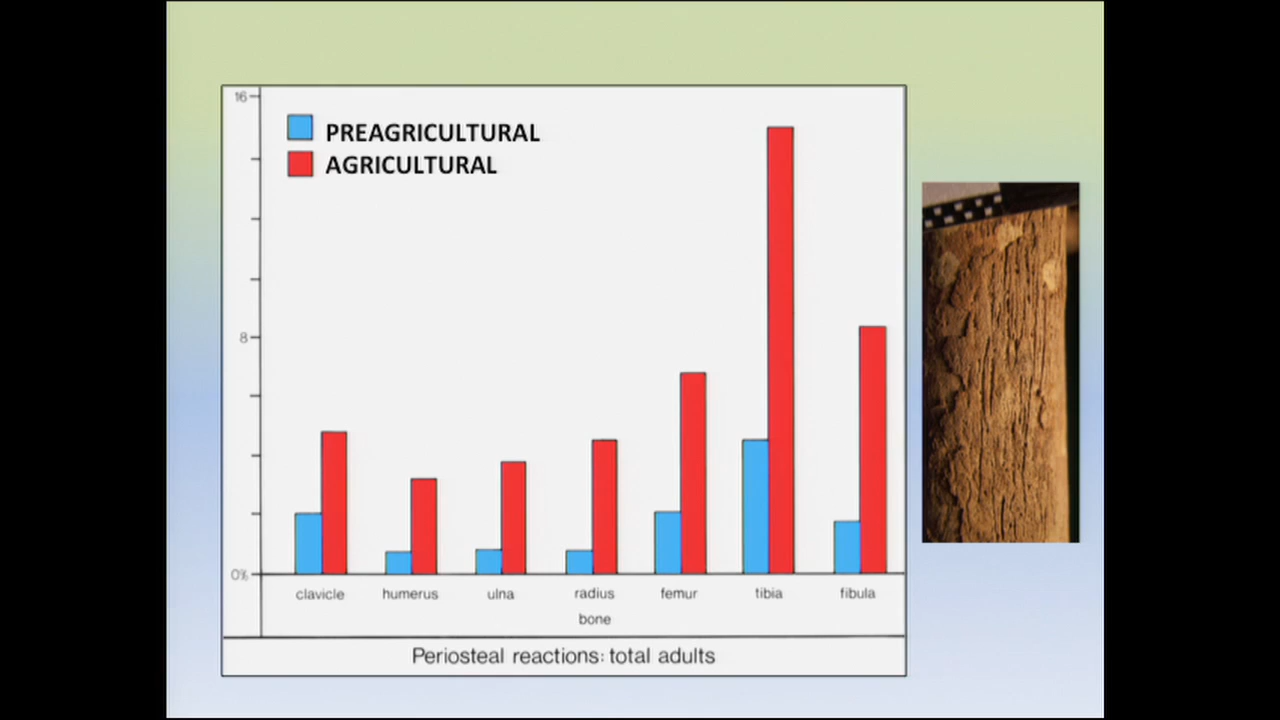 16
PREAGRICULTURAL
AGRICULTURAL
8
0%
clavicle humerus ulna radius femur tibia fibula
bone
Periosteal reactions: total adults